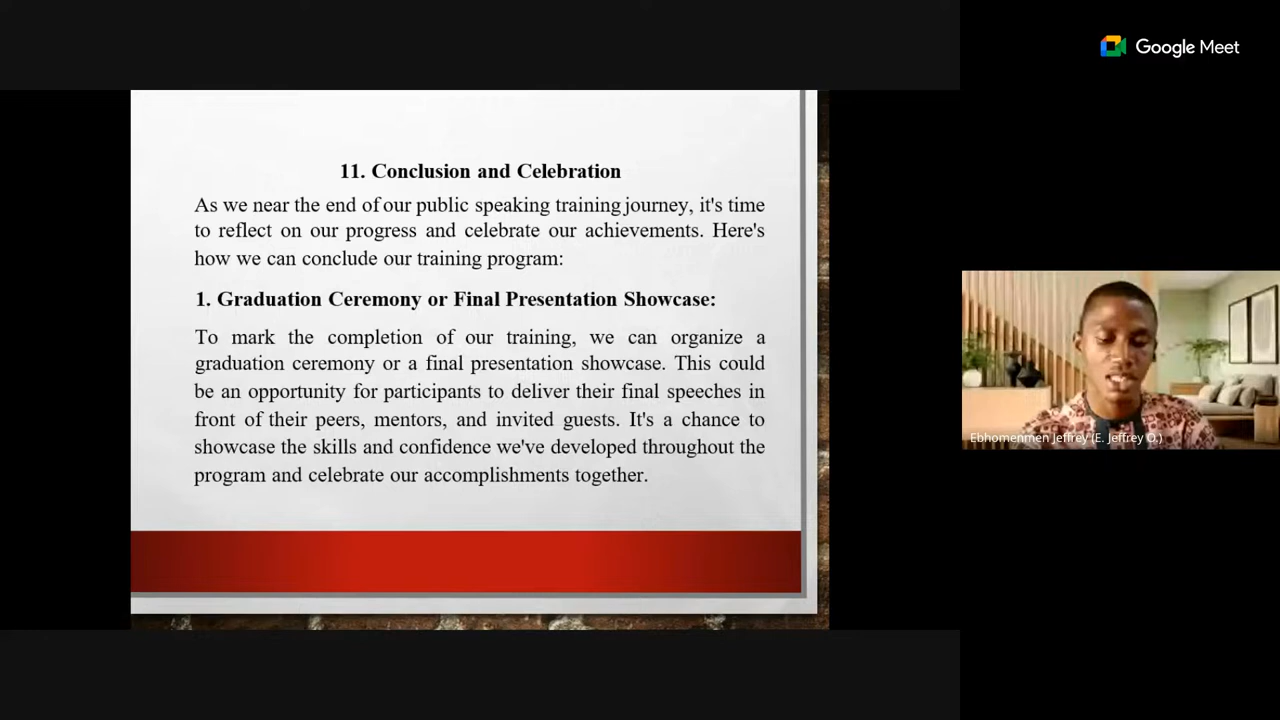 Google Meet
11. Conclusion and Celebration
As we near the end of our public speaking training journey, it's time
to reflect on our progress and celebrate our achievements. Here's
how we can conclude our training program:
1. Graduation Ceremony or Final Presentation Showcase:
To mark the completion of our training, we can organize a
graduation ceremony or a final presentation showcase. This could
be an opportunity for participants to deliver their final speeches in
front of their peers, mentors, and invited guests. It's a chance to
showcase the skills and confidence we've developed throughout the
program and celebrate our accomplishments together.
Ebhomenmen Jeffrey (E. Jeffrey O.)